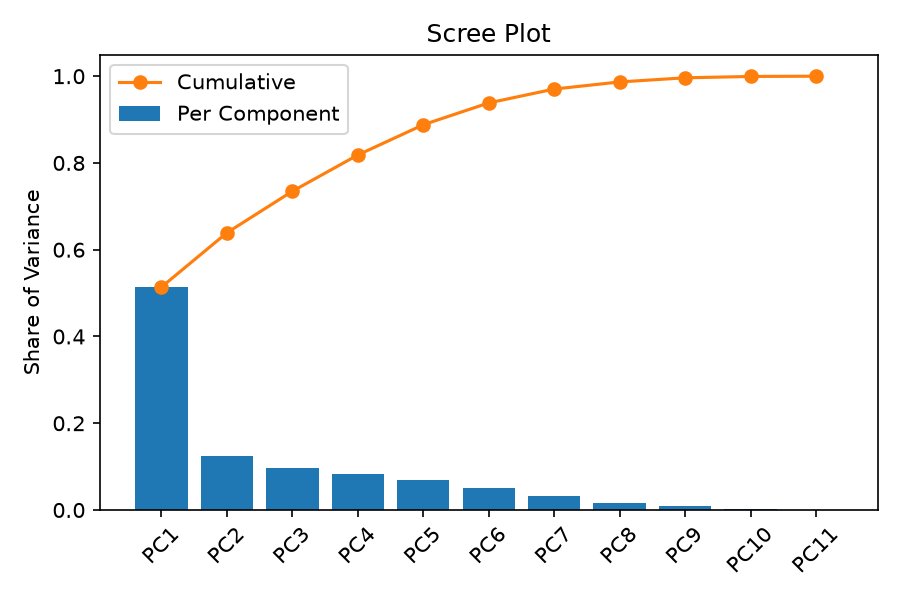 Scree Plot
Cumulative
Per Component
Share of Variance
1.0
0.8
0.6
0.4
0.2
0.0
PC1
PC2
PC3
PC4
PC5
PC6
PC7
PC8
PC9
PC10
PC11